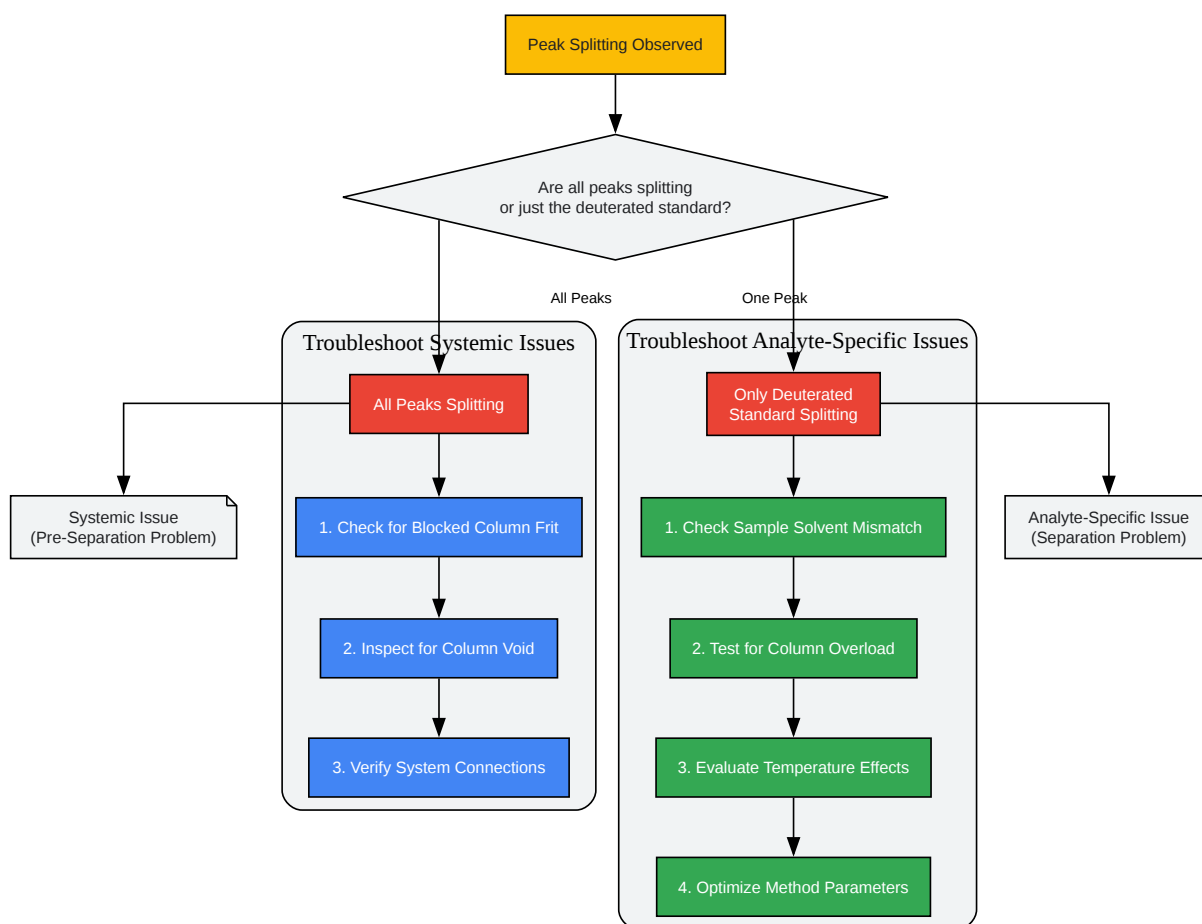 Peak Splitting Observed
Are all peaks splitting
or just the deuterated standard?
All Peaks
One Peak
Troubleshoot Systemic Issues
All Peaks Splitting
Systemic Issue
(Pre-Separation Problem)
1. Check for Blocked Column Frit
2. Inspect for Column Void
3. Verify System Connections
Troubleshoot Analyte-Specific Issues
Only Deuterated
Standard Splitting
1. Check Sample Solvent Mismatch
Analyte-Specific Issue
(Separation Problem)
2. Test for Column Overload
3. Evaluate Temperature Effects
4. Optimize Method Parameters